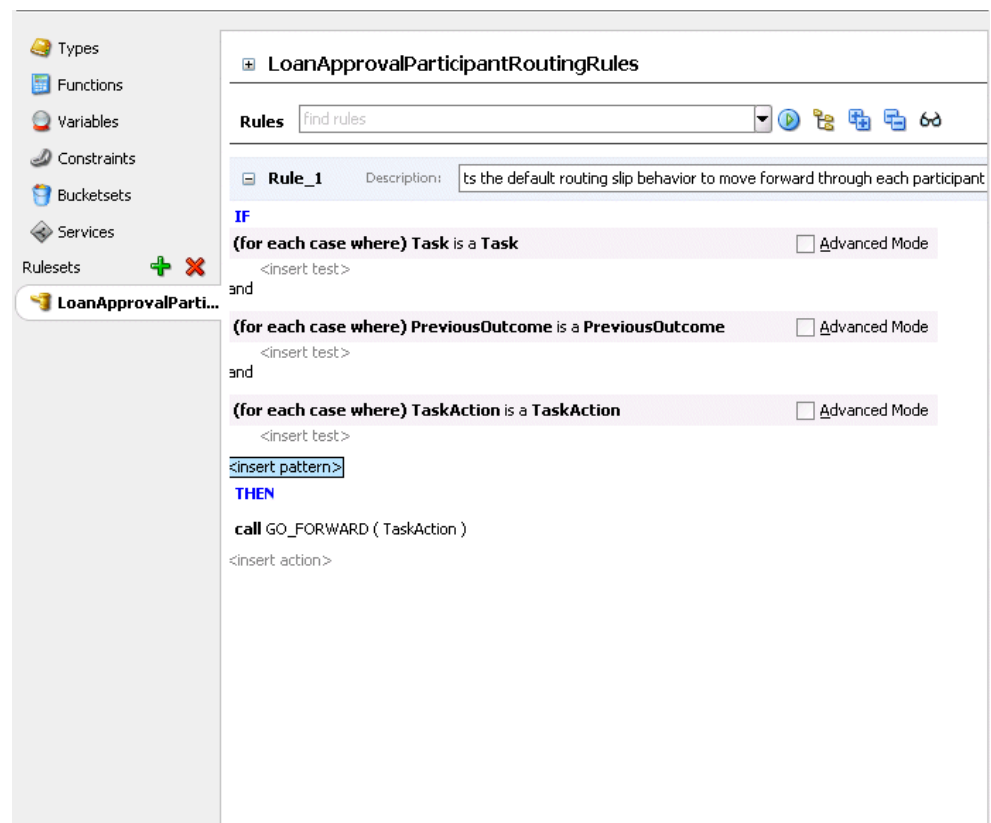 Types
Functions
Variables
Constraints
Bucketsets
Services
Rulesets
LoanApprovalParti...
LoanApprovalParticipantRoutingRules
Rules find rules
Rule_1 Description: ts the default routing slip behavior to move forward through each participant
IF
(for each case where) Task is a Task Advanced Mode
<insert test>
and
(for each case where) PreviousOutcome is a PreviousOutcome Advanced Mode
<insert test>
and
(for each case where) TaskAction is a TaskAction Advanced Mode
<insert test>
<insert pattern>
THEN
call GO_FORWARD ( TaskAction )
<insert action>